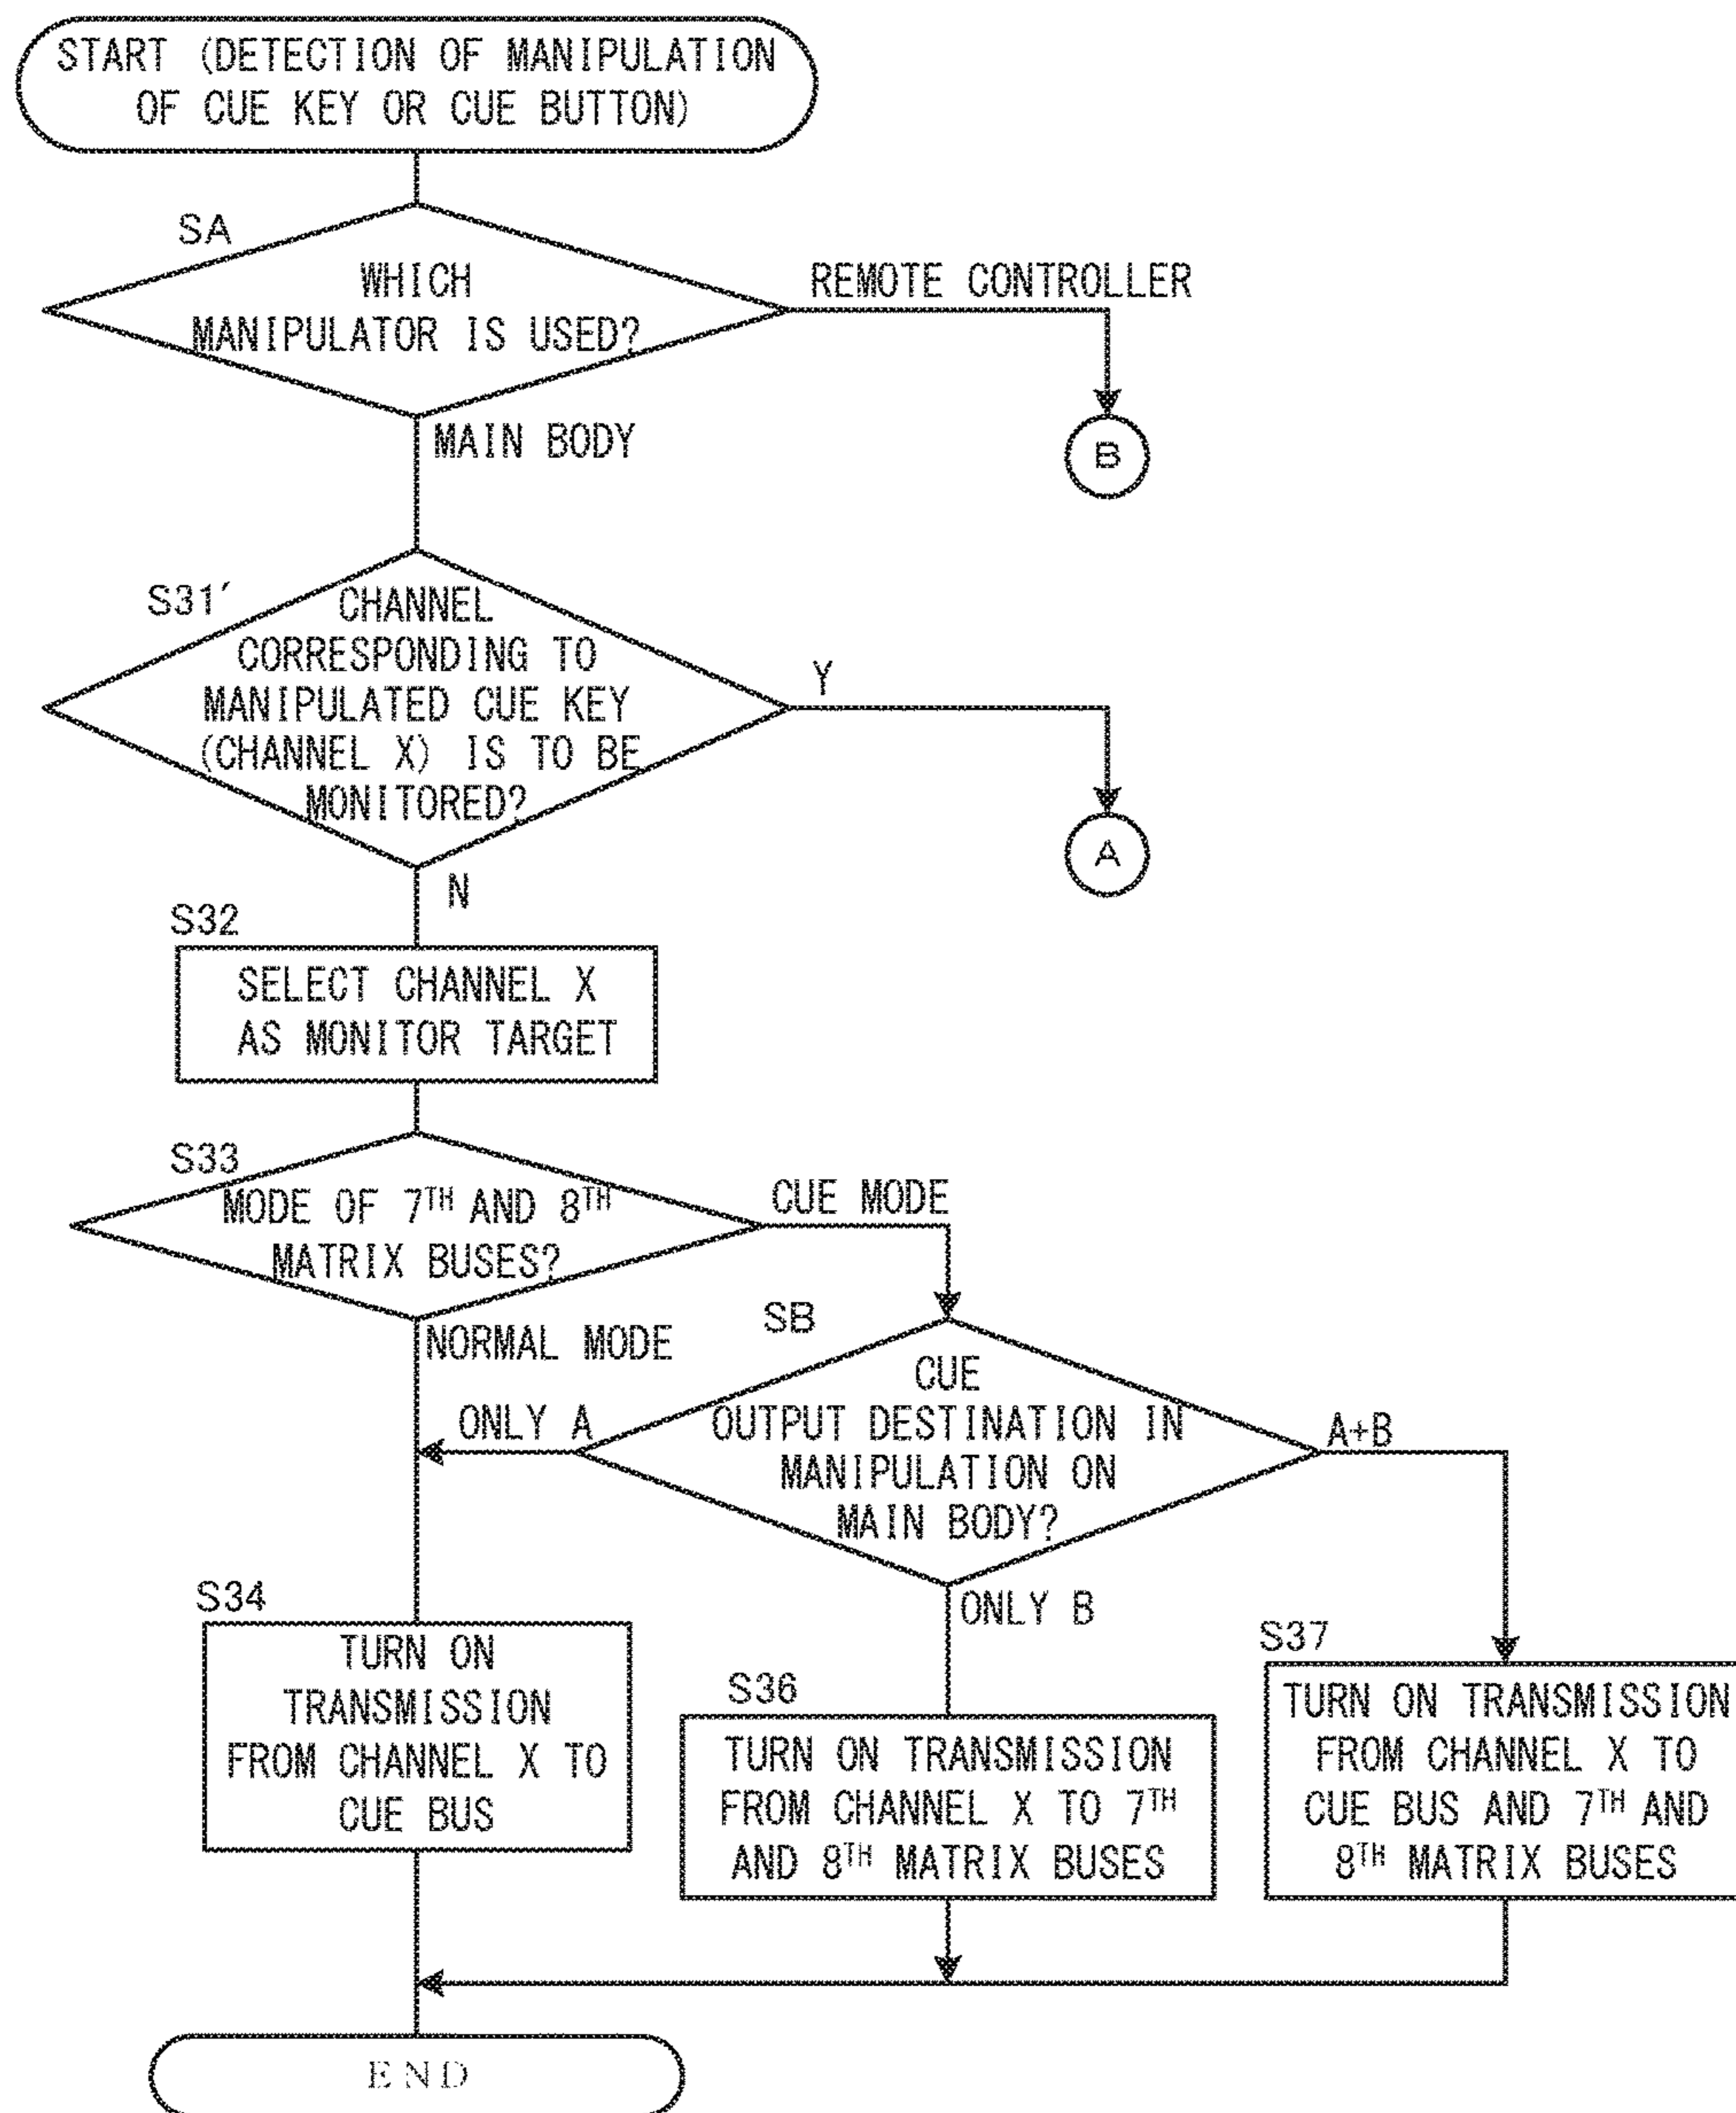 START (DETECTION OF MANIPULATION
OF CUE KEY OR CUE BUTTON)
SA
WHICH
MANIPULATOR IS USED?
REMOTE CONTROLLER
B
MAIN BODY
S31′
CHANNEL
CORRESPONDING TO
MANIPULATED CUE KEY
(CHANNEL X) IS TO BE
MONITORED?
Y
A
N
S32
SELECT CHANNEL X
AS MONITOR TARGET
S33
MODE OF 7TH AND 8TH
MATRIX BUSES?
CUE MODE
NORMAL MODE
SB
CUE
OUTPUT DESTINATION IN
MANIPULATION ON
MAIN BODY?
ONLY A
A+B
ONLY B
S34
TURN ON
TRANSMISSION
FROM CHANNEL X TO
CUE BUS
S36
TURN ON TRANSMISSION
FROM CHANNEL X TO 7TH
AND 8TH MATRIX BUSES
S37
TURN ON TRANSMISSION
FROM CHANNEL X TO
CUE BUS AND 7TH AND
8TH MATRIX BUSES
END